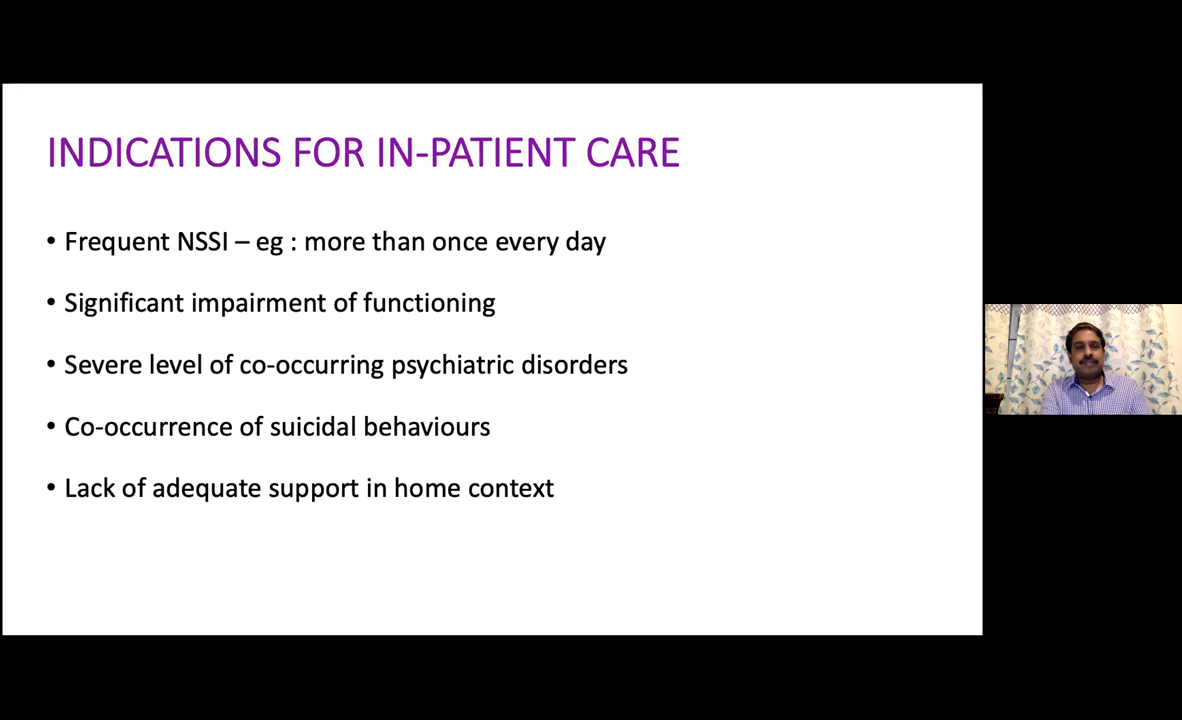 INDICATIONS FOR IN-PATIENT CARE
• Frequent NSSI – eg : more than once every day
• Significant impairment of functioning
• Severe level of co-occurring psychiatric disorders
• Co-occurrence of suicidal behaviours
• Lack of adequate support in home context